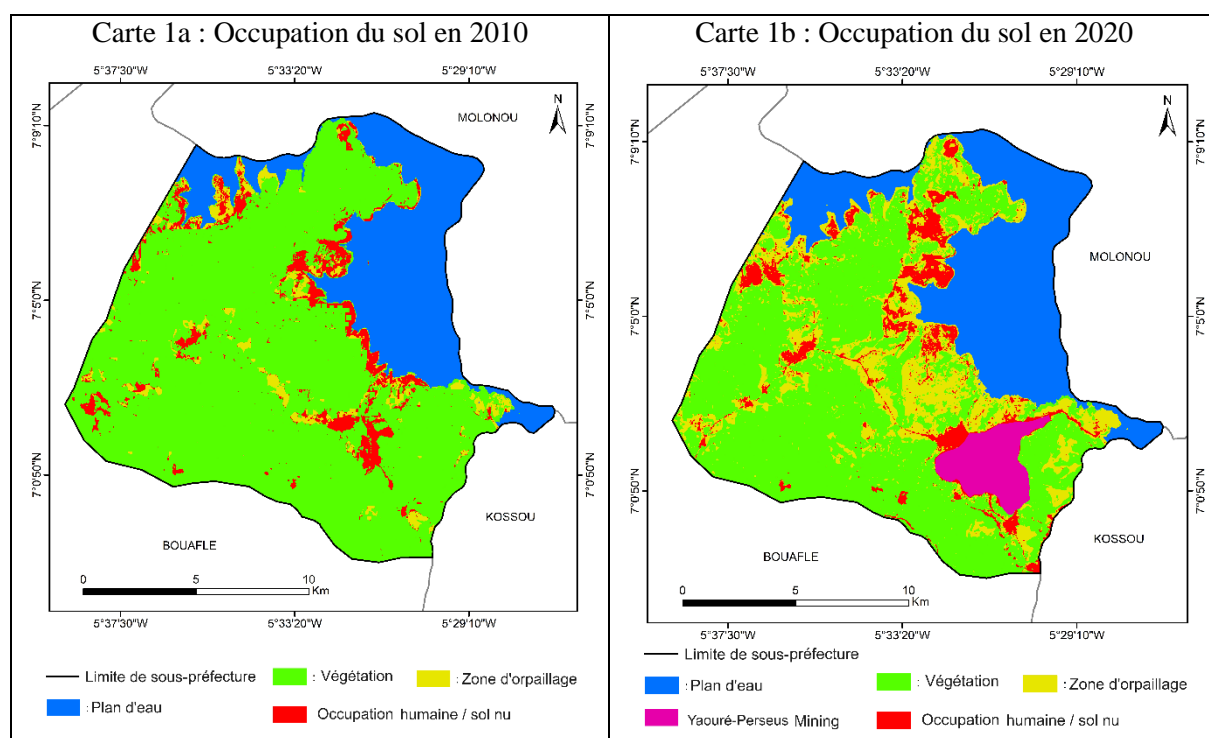 Carte 1a : Occupation du sol en 2010
5°37'30"W 5°33'20"W 5°29'10"W
N
MOLONOU
7°9'10"N 7°9'10"N
7°5'0"N 7°5'0"N
7°0'50"N 7°0'50"N
KOSSOU
BOUAFLE
0 5 10
Km
5°37'30"W 5°33'20"W 5°29'10"W
Limite de sous-préfecture : Végétation : Zone d'orpaillage
: Plan d'eau Occupation humaine / sol nu
Carte 1b : Occupation du sol en 2020
5°37'30"W 5°33'20"W 5°29'10"W
N
7°9'10"N 7°9'10"N
MOLONOU
7°5'0"N 7°5'0"N
7°0'50"N 7°0'50"N
KOSSOU
BOUAFLE
0 5 10
Km
5°37'30"W 5°33'20"W 5°29'10"W
Limite de sous-préfecture
: Plan d'eau : Végétation : Zone d'orpaillage
Yaouré-Perseus Mining Occupation humaine / sol nu